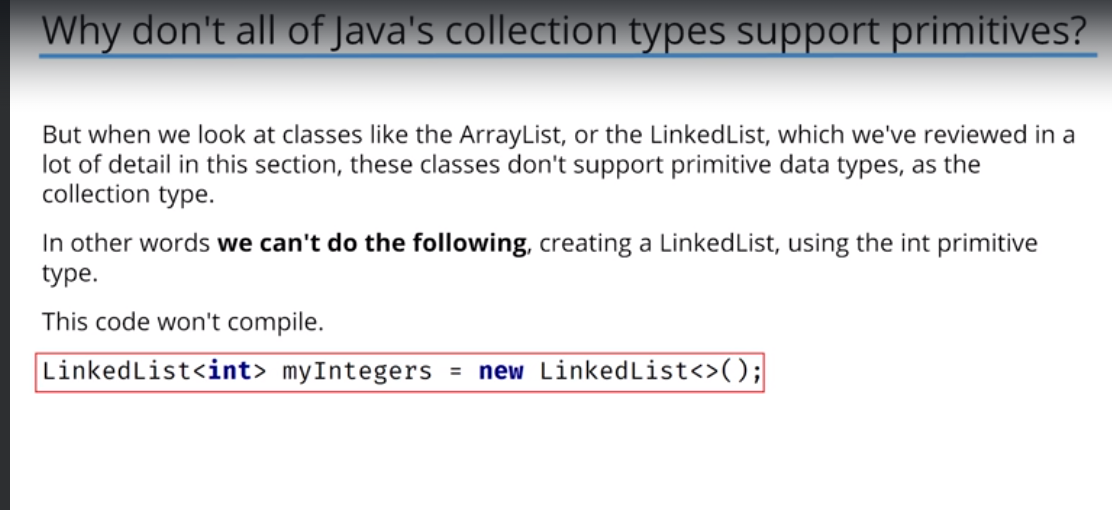 Why don't all of Java's collection types support primitives?
But when we look at classes like the ArrayList, or the LinkedList, which we've reviewed in a
lot of detail in this section, these classes don't support primitive data types, as the
collection type.
In other words we can't do the following, creating a LinkedList, using the int primitive
type.
This code won't compile.
LinkedList<int> myIntegers = new LinkedList<>();